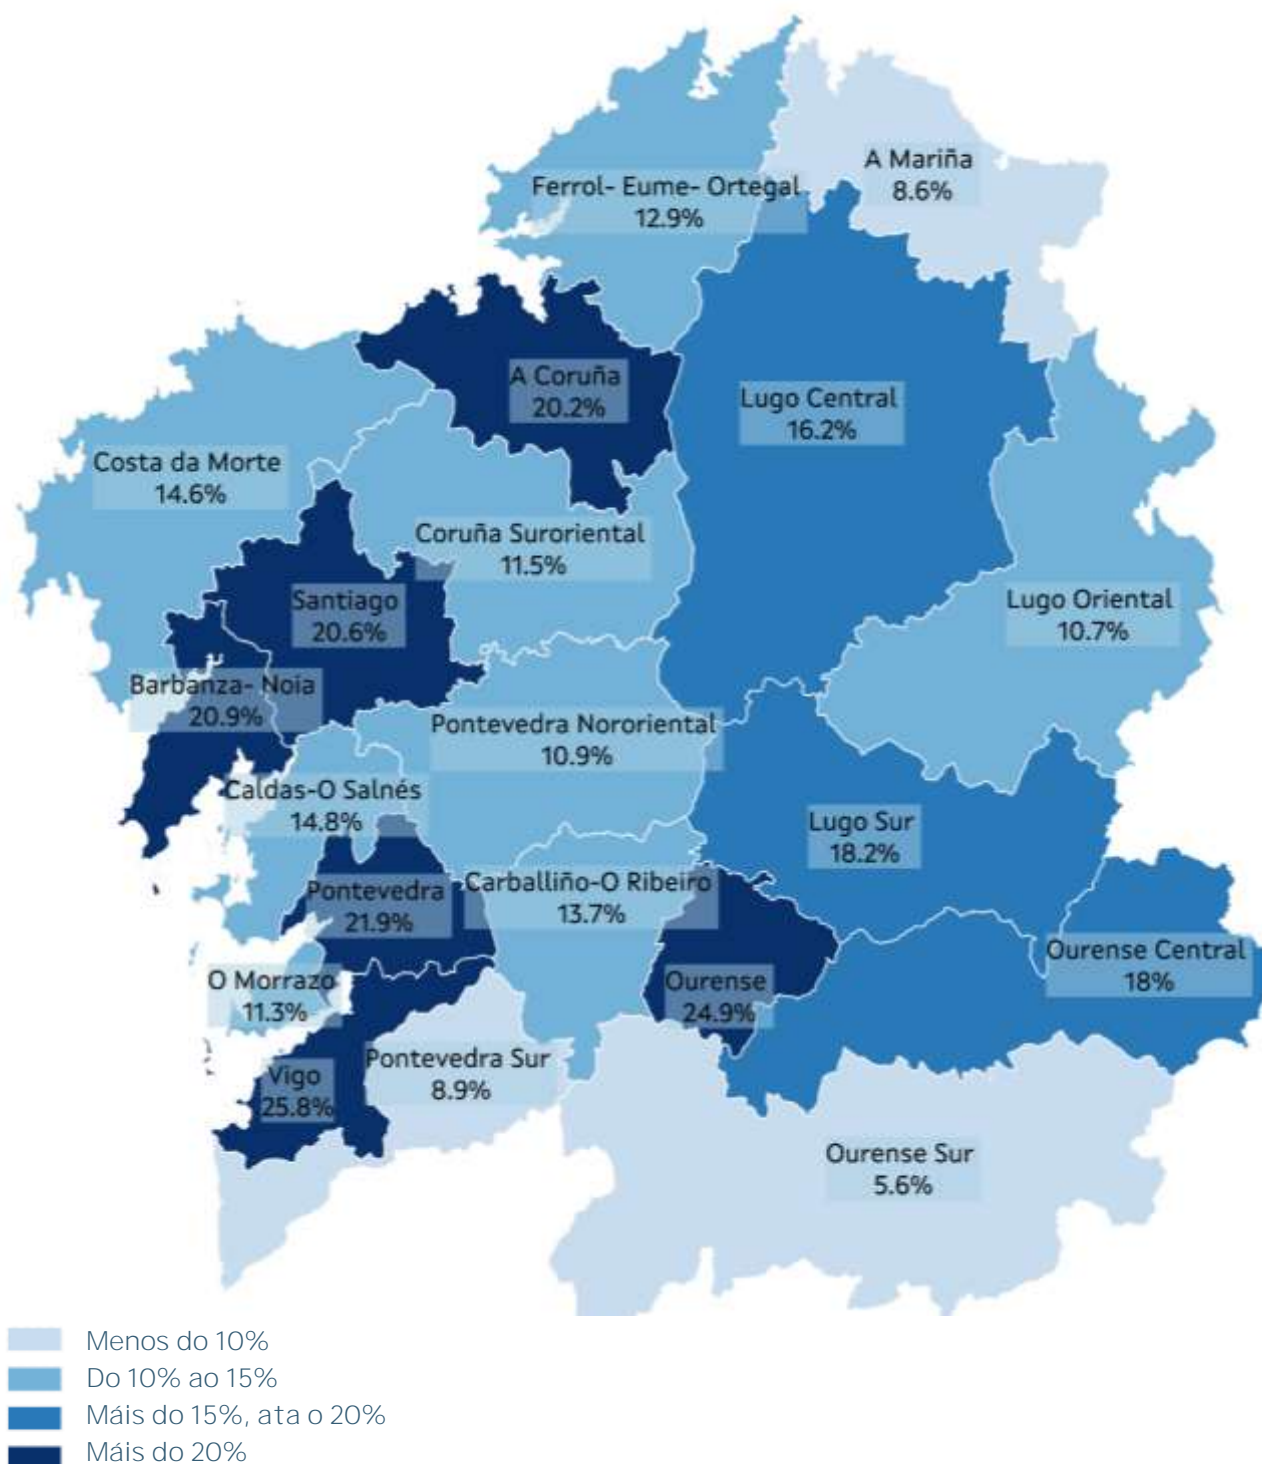 A Mariña
8.6%
Ferrol- Eume- Ortegal
12.9%
A Coruña
20.2%
Lugo Central
16.2%
Costa da Morte
14.6%
Coruña Suroriental
11.5%
Santiago
20.6%
Lugo Oriental
10.7%
Barbanza- Noia
20.9%
Pontevedra Nororiental
10.9%
Caldas-O Salnés
14.8%
Lugo Sur
18.2%
Pontevedra
21.9%
Carballiño-O Ribeiro
13.7%
Ourense Central
18%
O Morrazo
11.3%
Ourense
24.9%
Vigo
25.8%
Pontevedra Sur
8.9%
Ourense Sur
5.6%
Menos do 10%
Do 10% ao 15%
Máis do 15%, ata o 20%
Máis do 20%